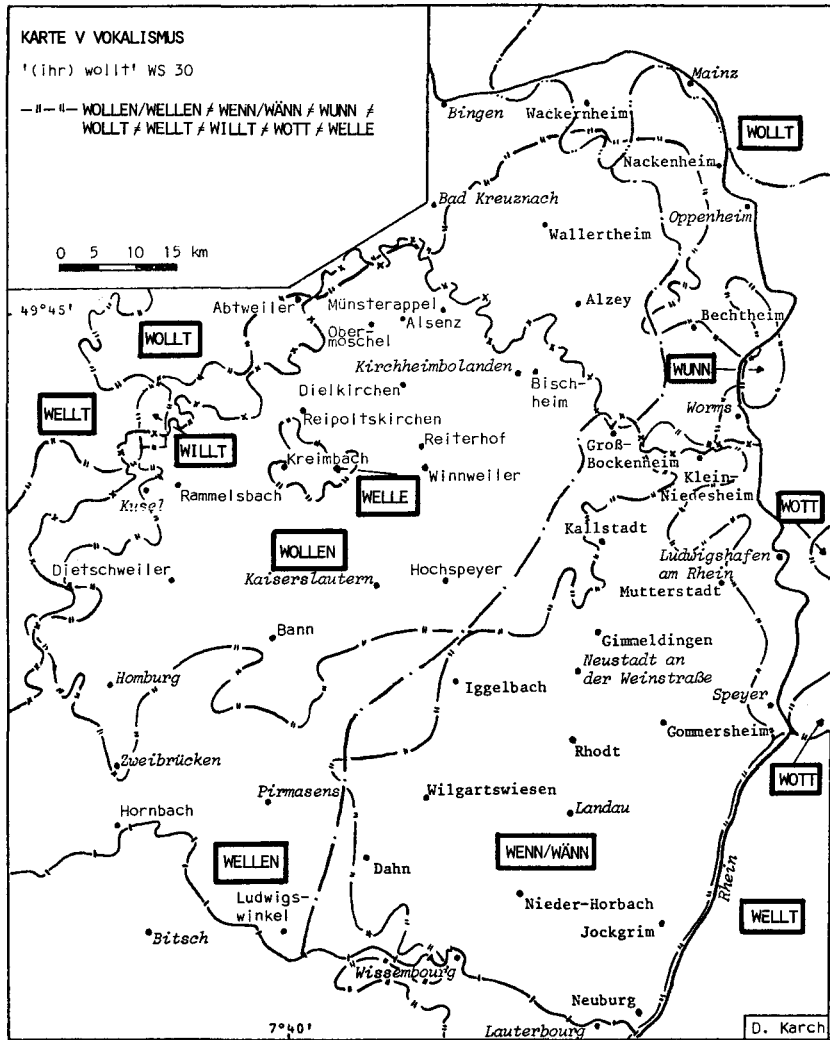 KARTE V VOKALISMUS
'(ihr) wollt' WS 30
—"—"— WOLLEN/WELLEN ≠ WENN/WÄNN ≠ WUNN ≠
WOLLT ≠ WELLT ≠ WILLT ≠ WOTT ≠ WELLE
0 5 10 15 km
Mainz
Bingen
Wackernheim
WOLLT
Nackenheim
Bad Kreuznach
Oppenheim
Wallertheim
49°45'
Abtweiler
Münsterappel
Alzey
Alsenz
Ober-
moschel
Bechtheim
WOLLT
Kirchheimbolanden
WUNN
Dielkirchen
Bisch-
heim
WELLT
Reipoltskirchen
Worms
WILLT
Reiterhof
Groß-
Bockenheim
Kreimbach
Winnweiler
Klein-
Niedesheim
Kusel
Rammelsbach
WELLE
WOTT
Kallstadt
WOLLEN
Ludwigshafen
am Rhein
Dietschweiler
Kaiserslautern
Hochspeyer
Mutterstadt
Bann
Gimmeldingen
Homburg
Iggelbach
Neustadt an
der Weinstraße
Speyer
Gommersheim
Rhodt
Zweibrücken
WOTT
Pirmasens
Wilgartswiesen
Landau
Hornbach
WELLEN
Dahn
WENN/WÄNN
Rhein
Ludwigs-
winkel
Nieder-Horbach
WELLT
Bitsch
Jockgrim
Wissembourg
Neuburg
7°40'
Lauterbourg
D. Karch